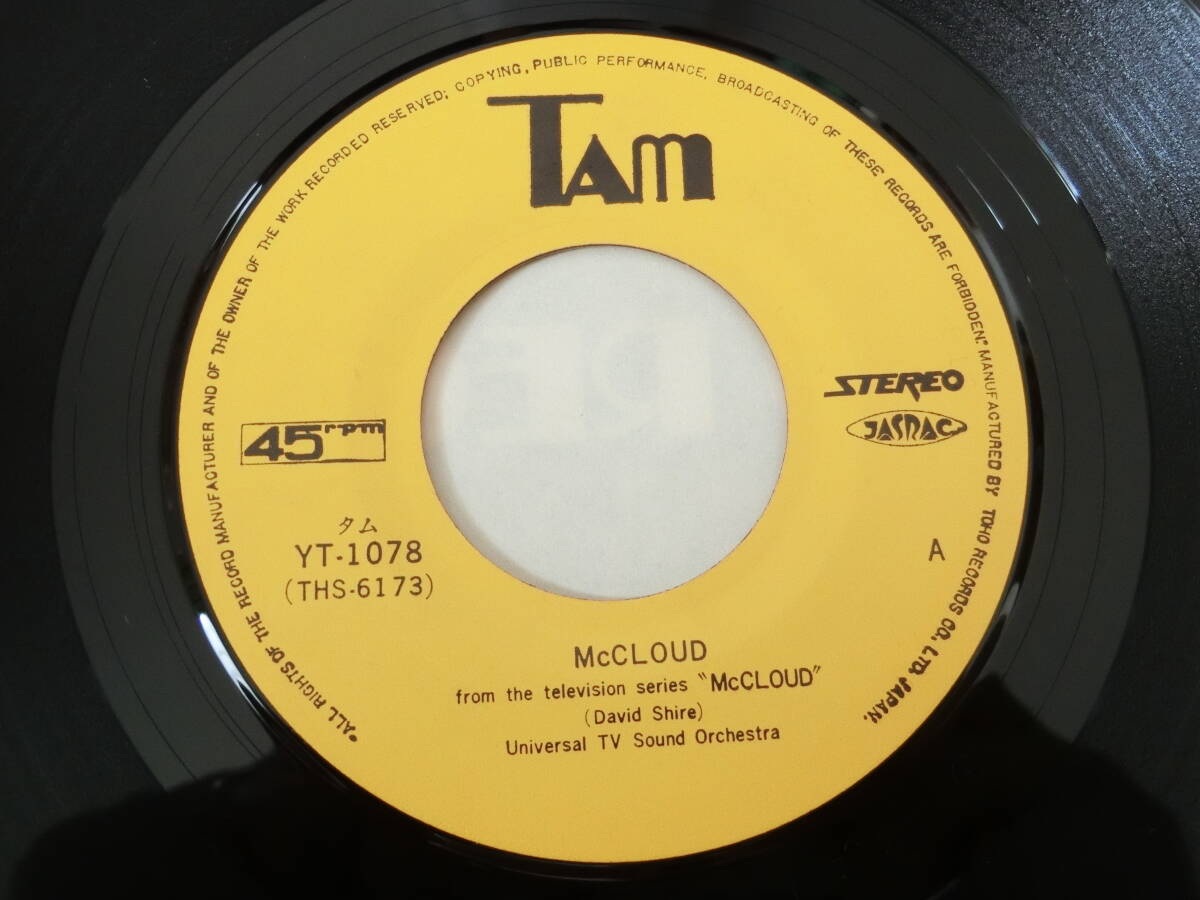 "ALL RIGHTS OF THE RECORD MANUFACTURER AND OF THE OWNER OF THE WORK RECORDED RESERVED; COPYING, PUBLIC PERFORMANCE, BROADCASTING OF THESE RECORDS ARE FORBIDDEN." MANUFACTURED BY TOHO RECORDS CO., LTD. JAPAN.
TAM
STEREO
JASRAC
45 rpm
タム
YT-1078
(THS-6173)
A
McCLOUD
from the television series "McCLOUD"
(David Shire)
Universal TV Sound Orchestra